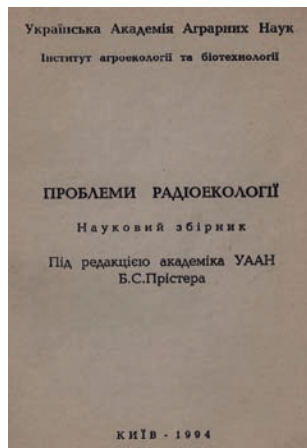 Українська Академія Аграрних Наук
Інститут агроекології та біотехнології
ПРОБЛЕМИ РАДІОЕКОЛОГІЇ
Науковий збірник
Під редакцією академіка УААН
Б.С.Прістера
КИЇВ - 1994